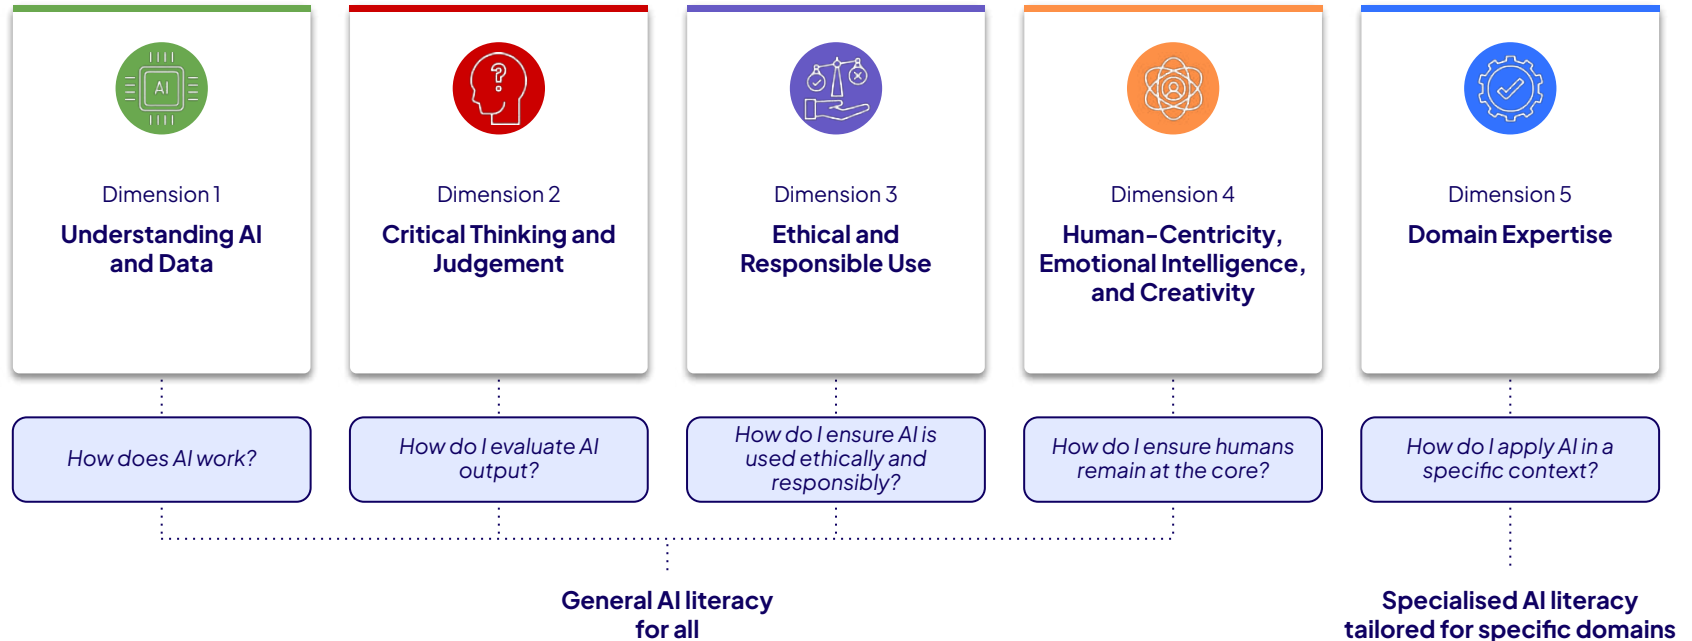 AI
?
Dimension 1
Understanding AI
and Data
Dimension 2
Critical Thinking and
Judgement
Dimension 3
Ethical and
Responsible Use
Dimension 4
Human-Centricity,
Emotional Intelligence,
and Creativity
Dimension 5
Domain Expertise
How does AI work?
How do I evaluate AI
output?
How do I ensure AI is
used ethically and
responsibly?
How do I ensure humans
remain at the core?
How do I apply AI in a
specific context?
General AI literacy
for all
Specialised AI literacy
tailored for specific domains